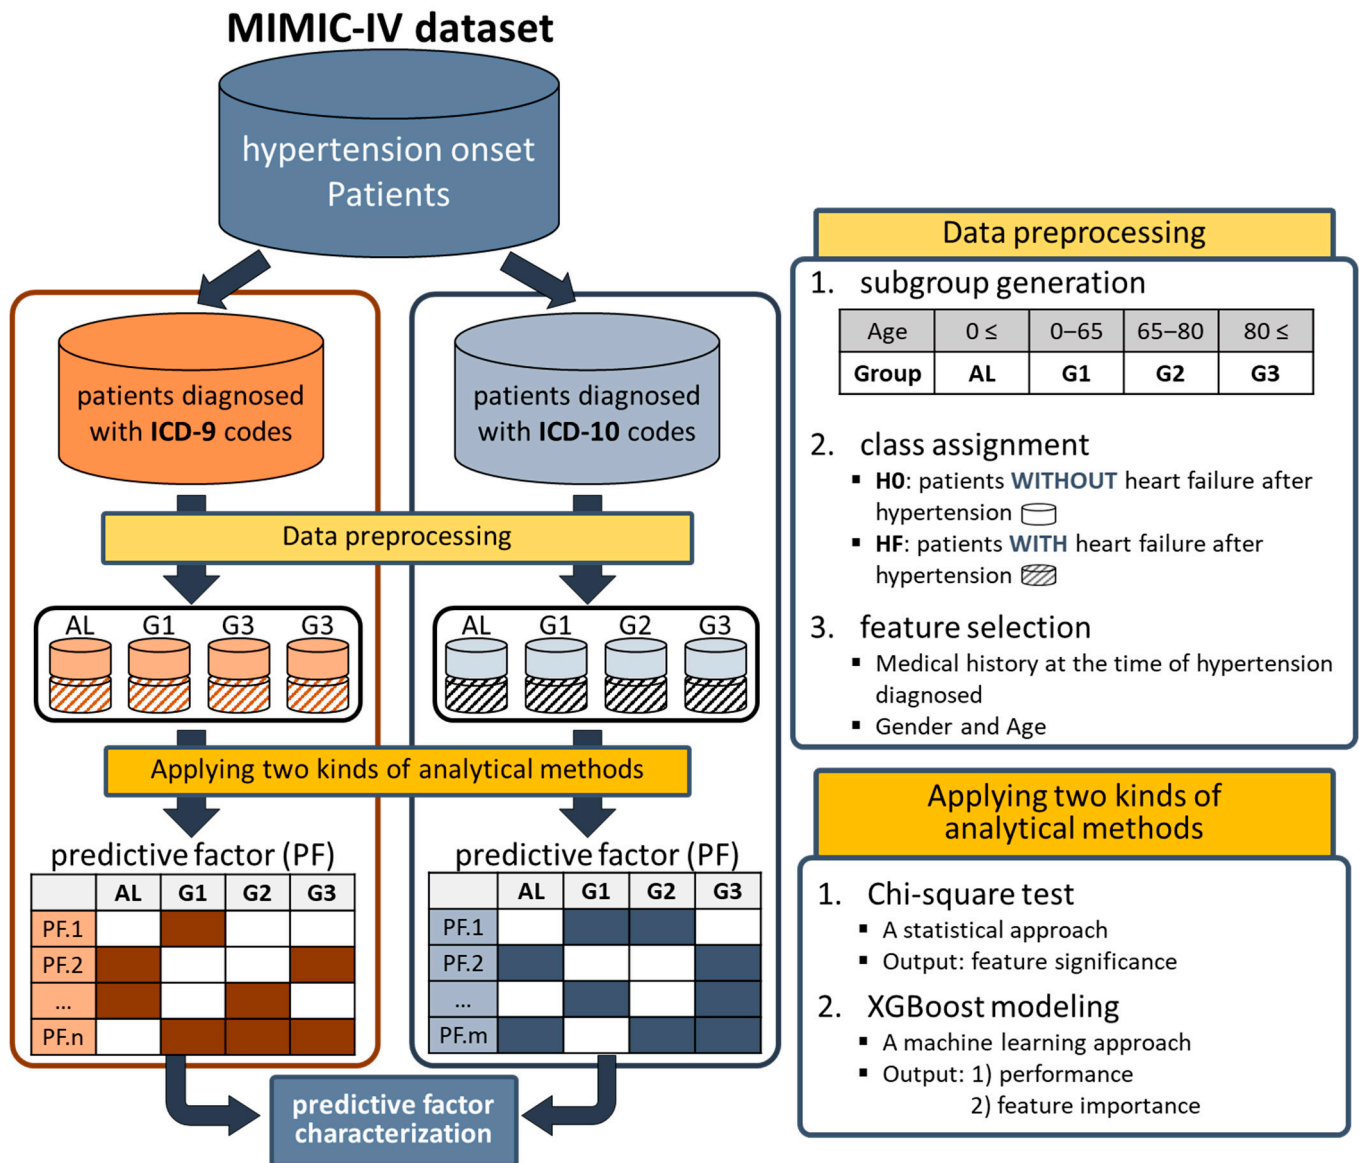 MIMIC-IV dataset
hypertension onset
Patients
patients diagnosed
with ICD-9 codes
patients diagnosed
with ICD-10 codes
Data preprocessing
AL G1 G3 G3
AL G1 G2 G3
Applying two kinds of analytical methods
predictive factor (PF)
AL G1 G2 G3
PF.1
PF.2
...
PF.n
predictive factor (PF)
AL G1 G2 G3
PF.1
PF.2
...
PF.m
predictive factor
characterization
Data preprocessing
1. subgroup generation
Age 0 ≤ 0–65 65–80 80 ≤
Group AL G1 G2 G3
2. class assignment
▪ H0: patients WITHOUT heart failure after
hypertension
▪ HF: patients WITH heart failure after
hypertension
3. feature selection
▪ Medical history at the time of hypertension
diagnosed
▪ Gender and Age
Applying two kinds of
analytical methods
1. Chi-square test
▪ A statistical approach
▪ Output: feature significance
2. XGBoost modeling
▪ A machine learning approach
▪ Output: 1) performance
2) feature importance